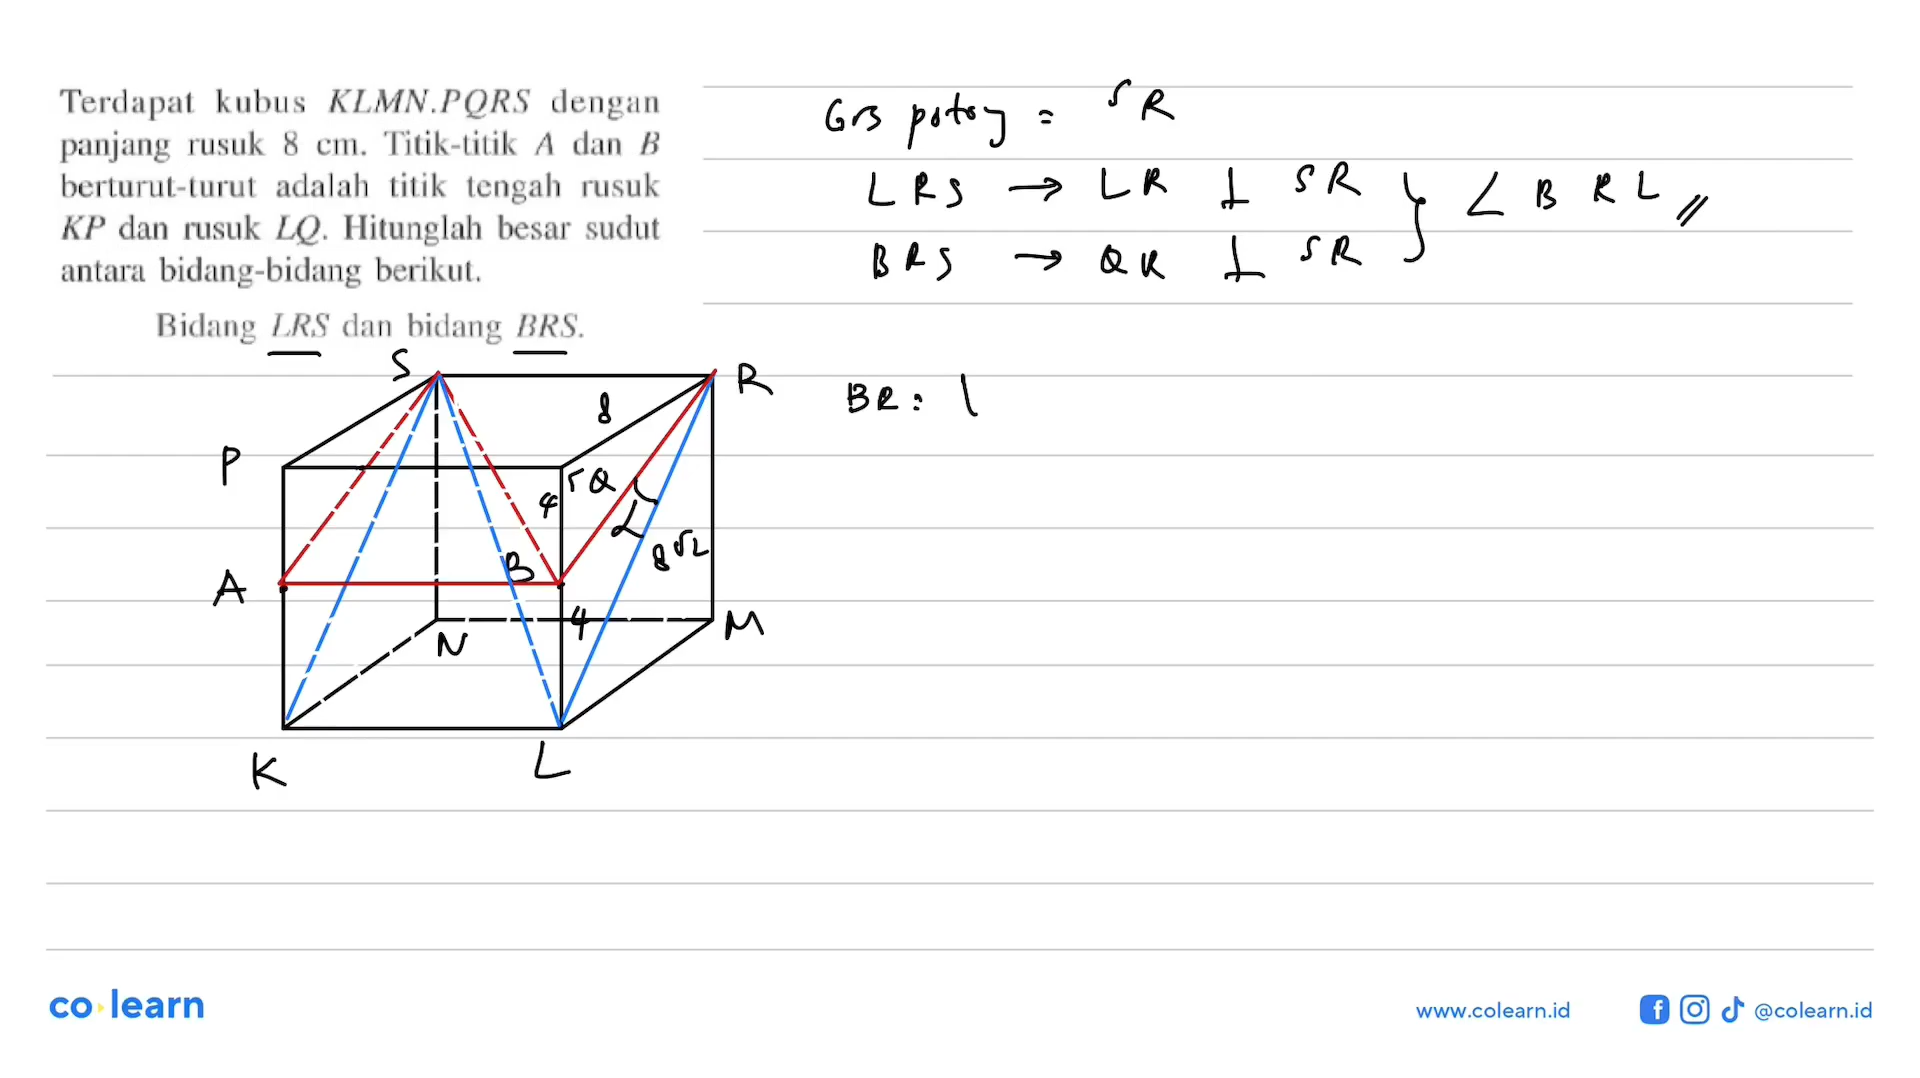 Terdapat kubus KLMN.PQRS dengan
panjang rusuk 8 cm. Titik-titik A dan B
berturut-turut adalah titik tengah rusuk
KP dan rusuk LQ. Hitunglah besar sudut
antara bidang-bidang berikut.
Bidang LRS dan bidang BRS.
Grs potong = SR
LRS → LR ⊥ SR } ∠ BRL //
BRS → QR ⊥ SR
BR =
S
R
8
P
Q
4
α
8√2
B
A
4
N
M
K
L
co learn
www.colearn.id
@colearn.id